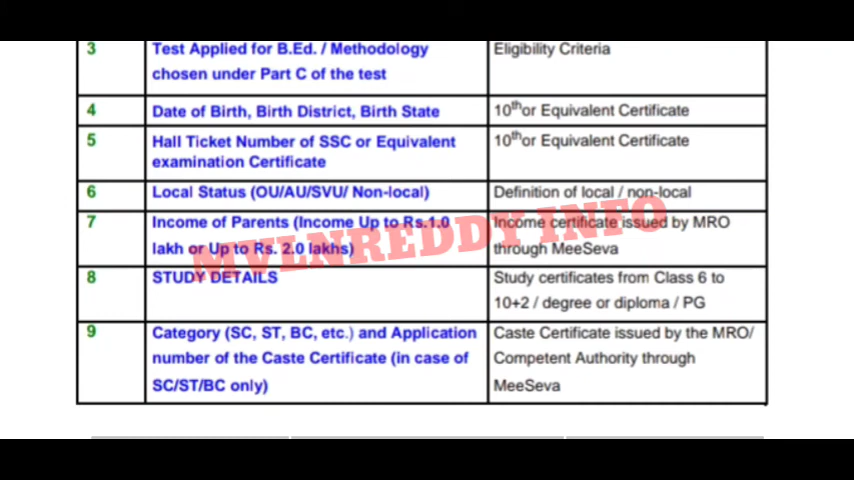 3 Test Applied for B.Ed. / Methodology Eligibility Criteria
chosen under Part C of the test
4 Date of Birth, Birth District, Birth State 10thor Equivalent Certificate
5 Hall Ticket Number of SSC or Equivalent 10thor Equivalent Certificate
examination Certificate
6 Local Status (OU/AU/SVU/ Non-local) Definition of local / non-local
7 Income of Parents (Income Up to Rs.1.0 Income certificate issued by MRO
lakh or Up to Rs. 2.0 lakhs) through MeeSeva
MVLNREDDY INFO
8 STUDY DETAILS Study certificates from Class 6 to
10+2 / degree or diploma / PG
9 Category (SC, ST, BC, etc.) and Application Caste Certificate issued by the MRO/
number of the Caste Certificate (in case of Competent Authority through
SC/ST/BC only) MeeSeva